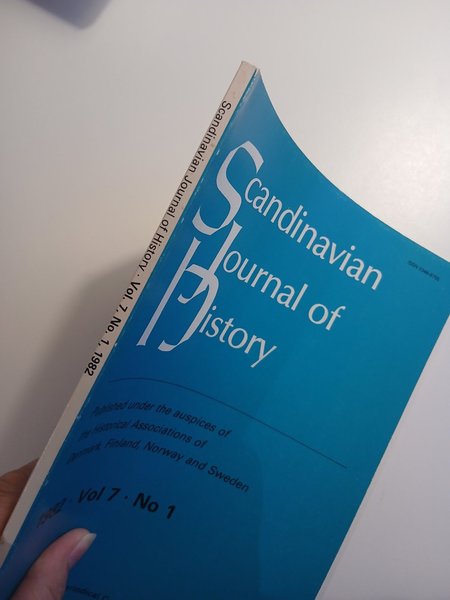 Scandinavian Journal of History · Vol. 7, No. 1, 1982
Scandinavian
Journal of
History
Published under the auspices of
the Historical Associations of
Denmark, Finland, Norway and Sweden
1982 · Vol 7 · No 1